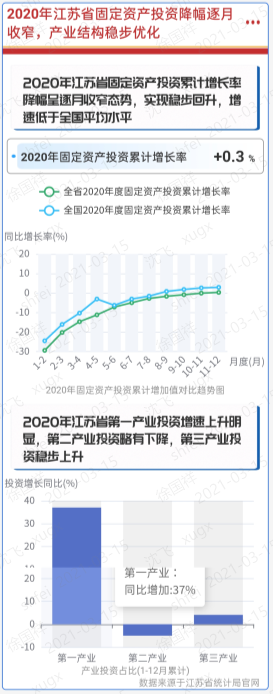 2020年江苏省固定资产投资降幅逐月
收窄，产业结构稳步优化
2020年江苏省固定资产投资累计增长率
降幅呈逐月收窄态势，实现稳步回升，增
速低于全国平均水平
2020年固定资产投资累计增长率 +0.3 %
全省2020年度固定资产投资累计增长率
全国2020年度固定资产投资累计增长率
同比增长率(%)
20
10
0
-10
-20
-30
1-2 2-3 3-4 4-5 5-6 6-7 7-8 8-9 9-10 10-11 11-12 月度(月)
2020年固定资产投资累计增加值对比趋势图
2020年江苏省第一产业投资增速上升明
显，第二产业投资略有下降，第三产业投
资稳步上升
投资增长同比(%)
40
30
20
20
10
0
-10
第一产业：
同比增加:37%
第一产业 第二产业 第三产业
产业投资占比(1-12月累计)
数据来源于江苏省统计局官网